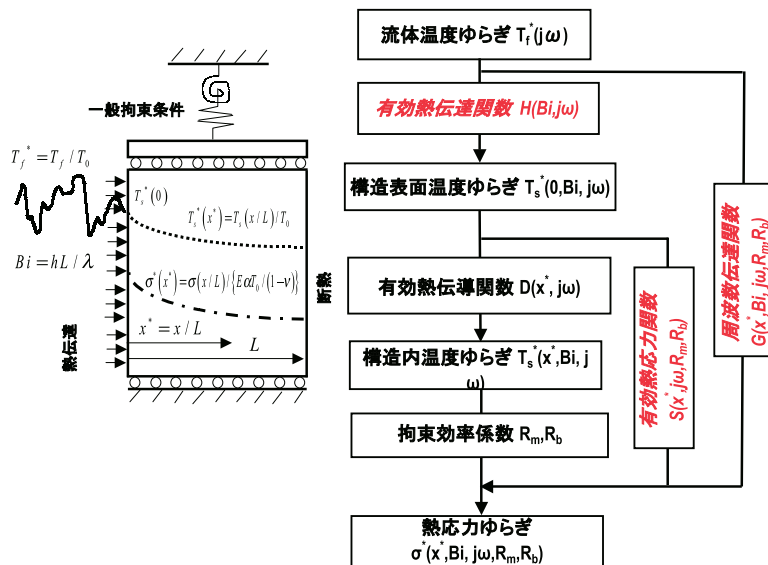 一般拘束条件
T_f^* = T_f / T_0
T_s^*(0)
T_s^*(x^*) = T_s(x/L)/T_0
Bi = hL/λ
σ^*(x^*) = σ(x/L)/{EαT_0/(1-ν)}
x^* = x/L
L
熱伝達
断熱
流体温度ゆらぎ T_f^*(jω)
有効熱伝達関数 H(Bi,jω)
構造表面温度ゆらぎ T_s^*(0,Bi, jω)
有効熱伝導関数 D(x^*, jω)
構造内温度ゆらぎ T_s^*(x^*,Bi, j
ω)
拘束効率係数 R_m,R_b
熱応力ゆらぎ
σ^*(x^*,Bi, jω,R_m,R_b)
有効熱応力関数
S(x^*,jω,R_m,R_b)
周波数伝達関数
G(x^*,Bi, jω,R_m,R_b)